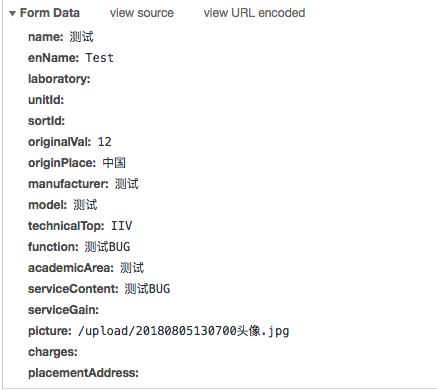 Form Data view source view URL encoded
name: 测试
enName: Test
laboratory:
unitId:
sortId:
originalVal: 12
originPlace: 中国
manufacturer: 测试
model: 测试
technicalTop: IIV
function: 测试BUG
academicArea: 测试
serviceContent: 测试BUG
serviceGain:
picture: /upload/20180805130700头像.jpg
charges:
placementAddress: